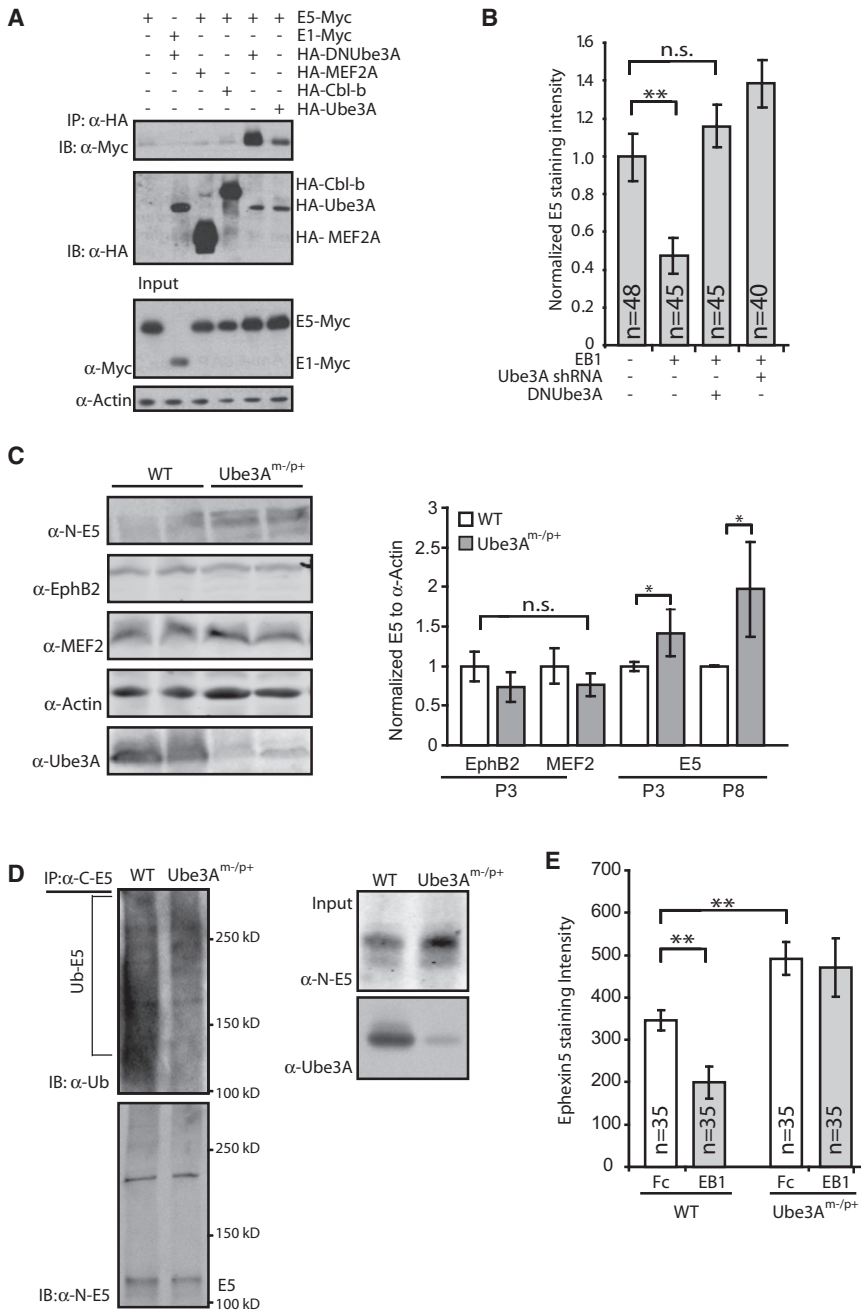 A
+ - + + + + E5-Myc
- + - - - - E1-Myc
- + - - + - HA-DNUbe3A
- - + - - - HA-MEF2A
- - - + - - HA-Cbl-b
- - - - - + HA-Ube3A
IP: α-HA
IB: α-Myc
HA-Cbl-b
HA-Ube3A
HA- MEF2A
IB: α-HA
Input
E5-Myc
E1-Myc
α-Myc
α-Actin
B
Normalized E5 staining intensity
1.6
1.4
1.2
1.0
0.8
0.6
0.4
0.2
0
n.s.
**
n=48
n=45
n=45
n=40
EB1 - + + +
Ube3A shRNA - - - +
DNUbe3A - - + -
C
WT Ube3A m-/p+
α-N-E5
α-EphB2
α-MEF2
α-Actin
α-Ube3A
Normalized E5 to α-Actin
3
2.5
2
1.5
1
0.5
0
WT
Ube3A m-/p+
n.s.
*
*
EphB2 MEF2 E5
P3 P3 P8
D
IP:α-C-E5 WT Ube3A m-/p+
Ub-E5
250 kD
150 kD
100 kD
IB: α-Ub
250 kD
150 kD
E5
100 kD
IB:α-N-E5
WT Ube3A m-/p+
Input
α-N-E5
α-Ube3A
E
Ephexin5 staining Intensity
700
600
500
400
300
200
100
0
**
**
n=35
n=35
n=35
n=35
Fc EB1 Fc EB1
WT Ube3A m-/p+